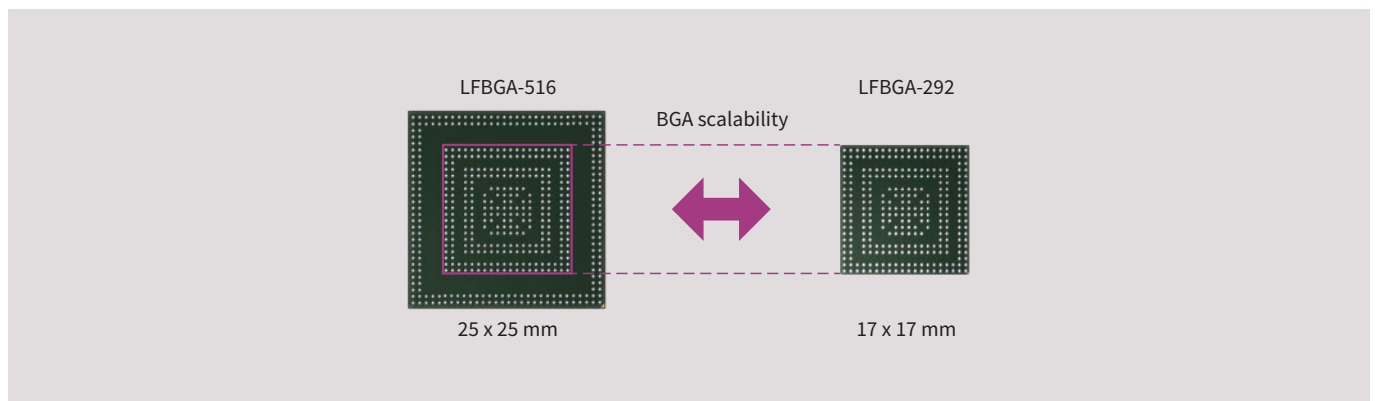 LFBGA-516
LFBGA-292
BGA scalability
25 x 25 mm
17 x 17 mm